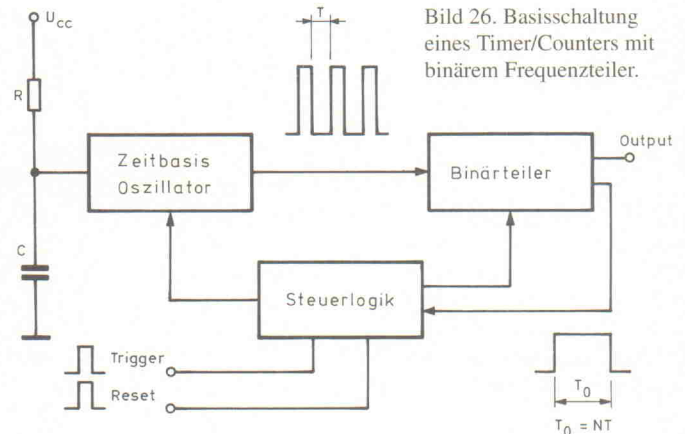 Bild 26. Basisschaltung
eines Timer/Counters mit
binärem Frequenzteiler.
U_CC
T
R
Zeitbasis
Oszillator
Binärteiler
Output
C
Steuerlogik
Trigger
Reset
T_0
T_0 = NT